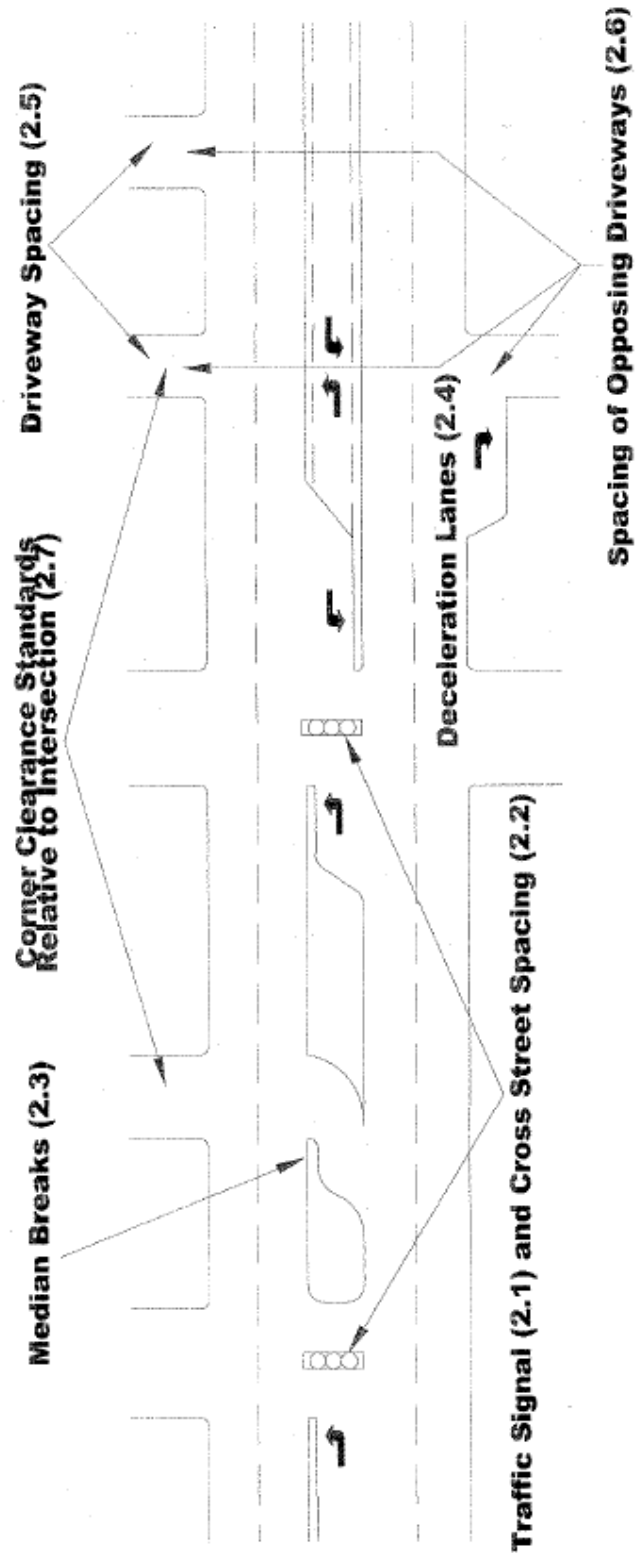 Median Breaks (2.3)
Corner Clearance Standards
Relative to Intersection (2.7)
Driveway Spacing (2.5)
Deceleration Lanes (2.4)
Traffic Signal (2.1) and Cross Street Spacing (2.2)
Spacing of Opposing Driveways (2.6)